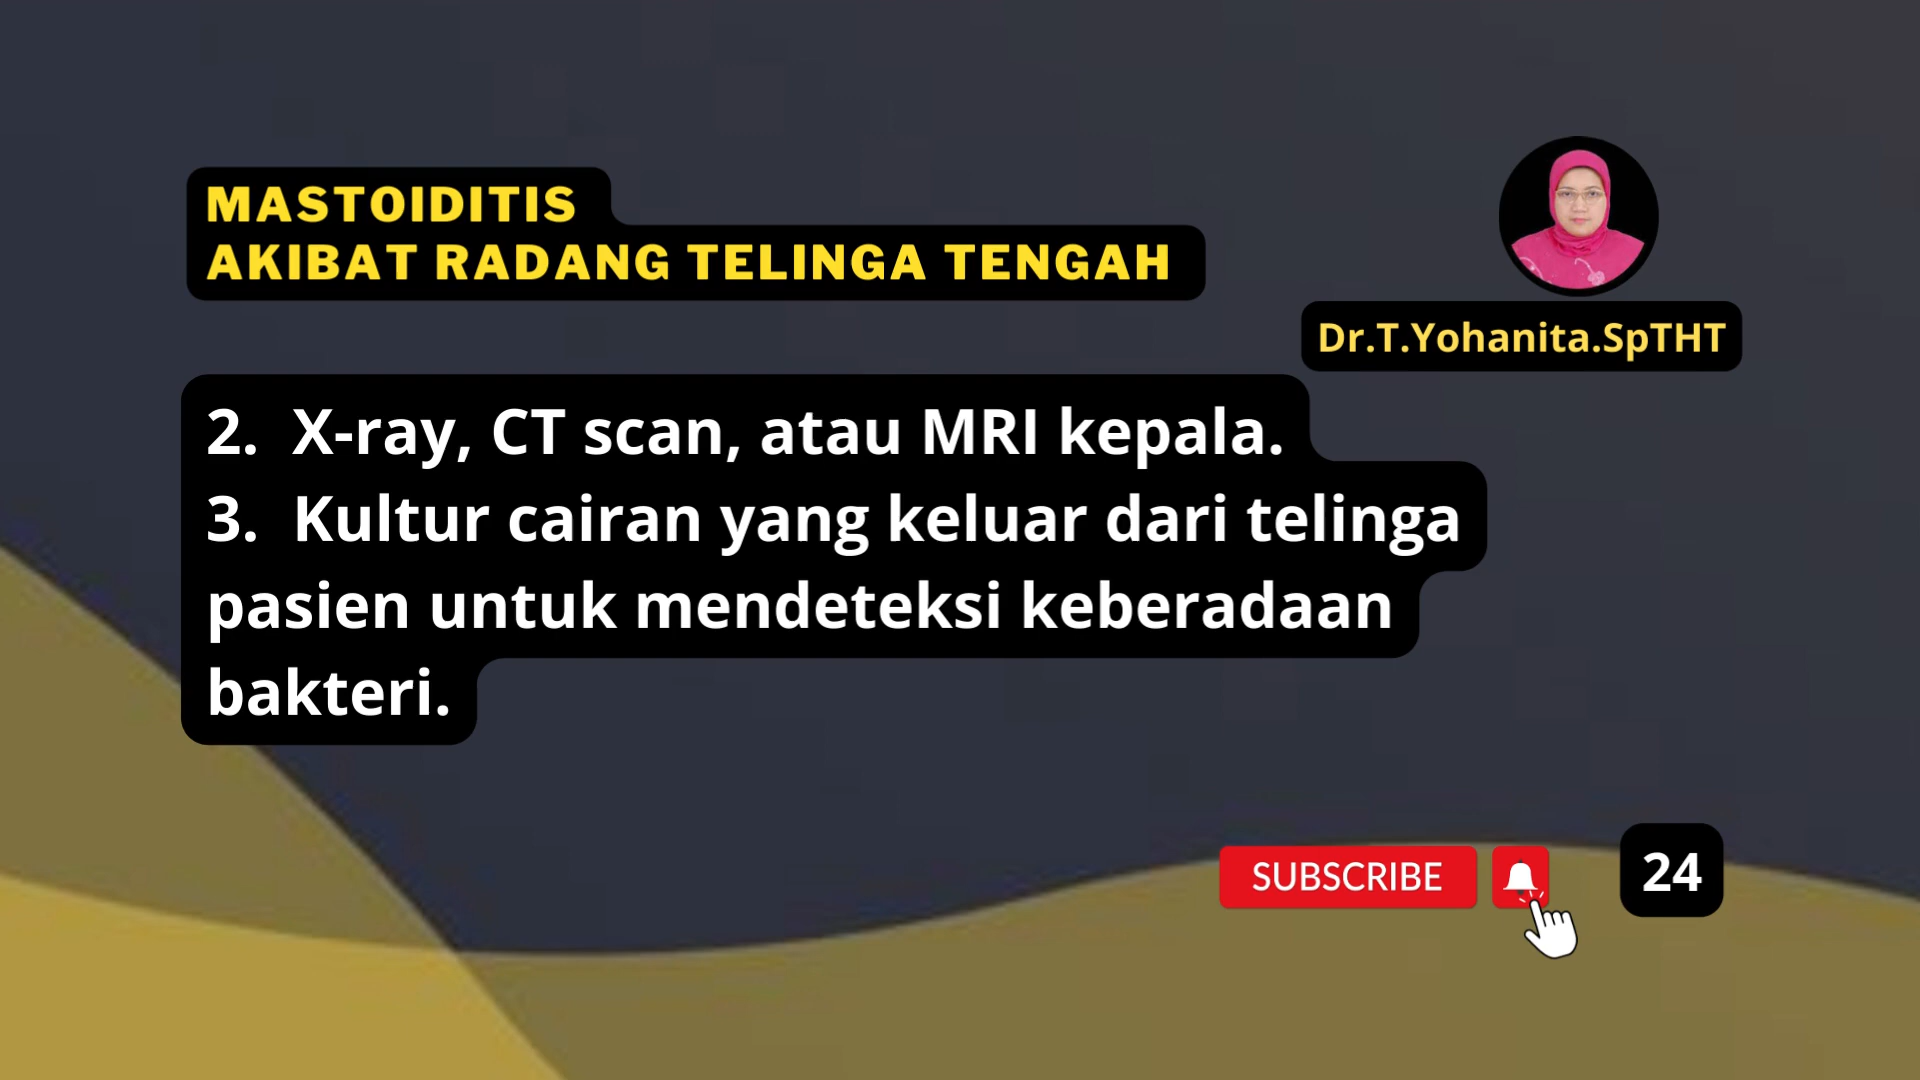 MASTOIDITIS
AKIBAT RADANG TELINGA TENGAH
Dr.T.Yohanita.SpTHT
2. X-ray, CT scan, atau MRI kepala.
3. Kultur cairan yang keluar dari telinga
pasien untuk mendeteksi keberadaan
bakteri.
SUBSCRIBE
24